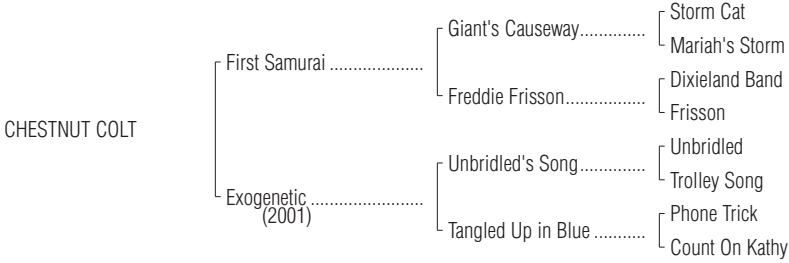 Storm Cat
Giant's Causeway..............
Mariah's Storm
First Samurai ....................
Dixieland Band
Freddie Frisson.................
Frisson
CHESTNUT COLT
Unbridled
Unbridled's Song..............
Trolley Song
Exogenetic ........................
(2001)
Phone Trick
Tangled Up in Blue ...........
Count On Kathy